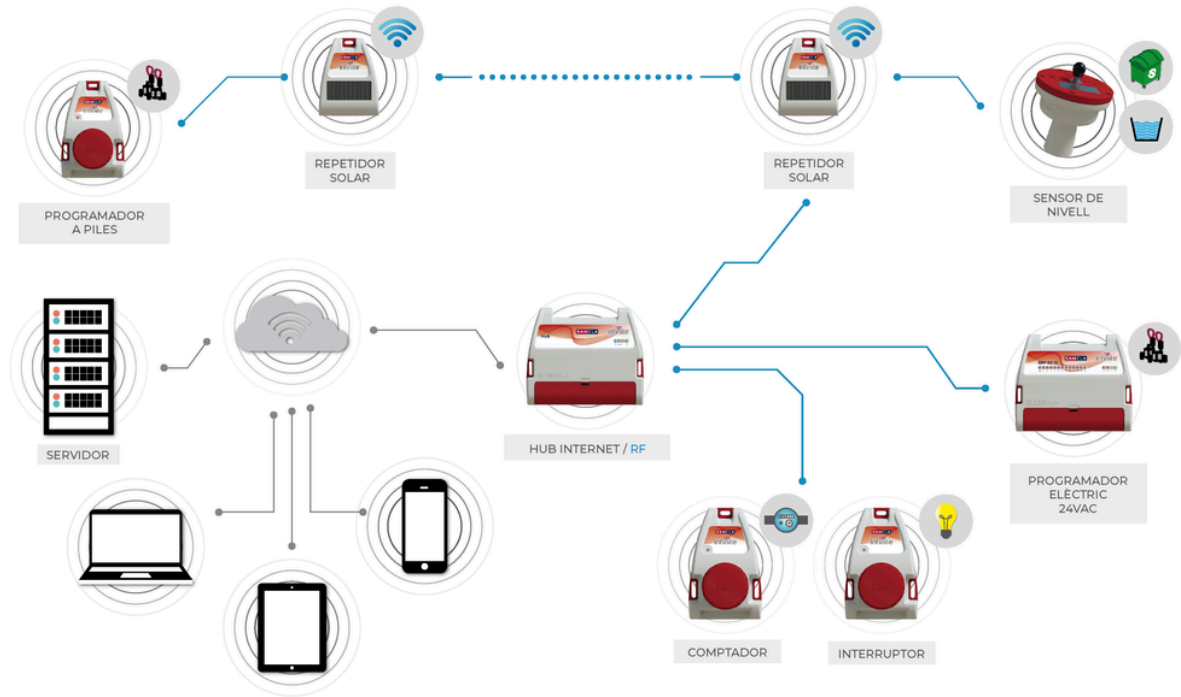 REPETIDOR
SOLAR
REPETIDOR
SOLAR
SENSOR DE
NIVELL
PROGRAMADOR
A PILES
SERVIDOR
HUB INTERNET / RF
PROGRAMADOR
ELÈCTRIC
24VAC
COMPTADOR
INTERRUPTOR